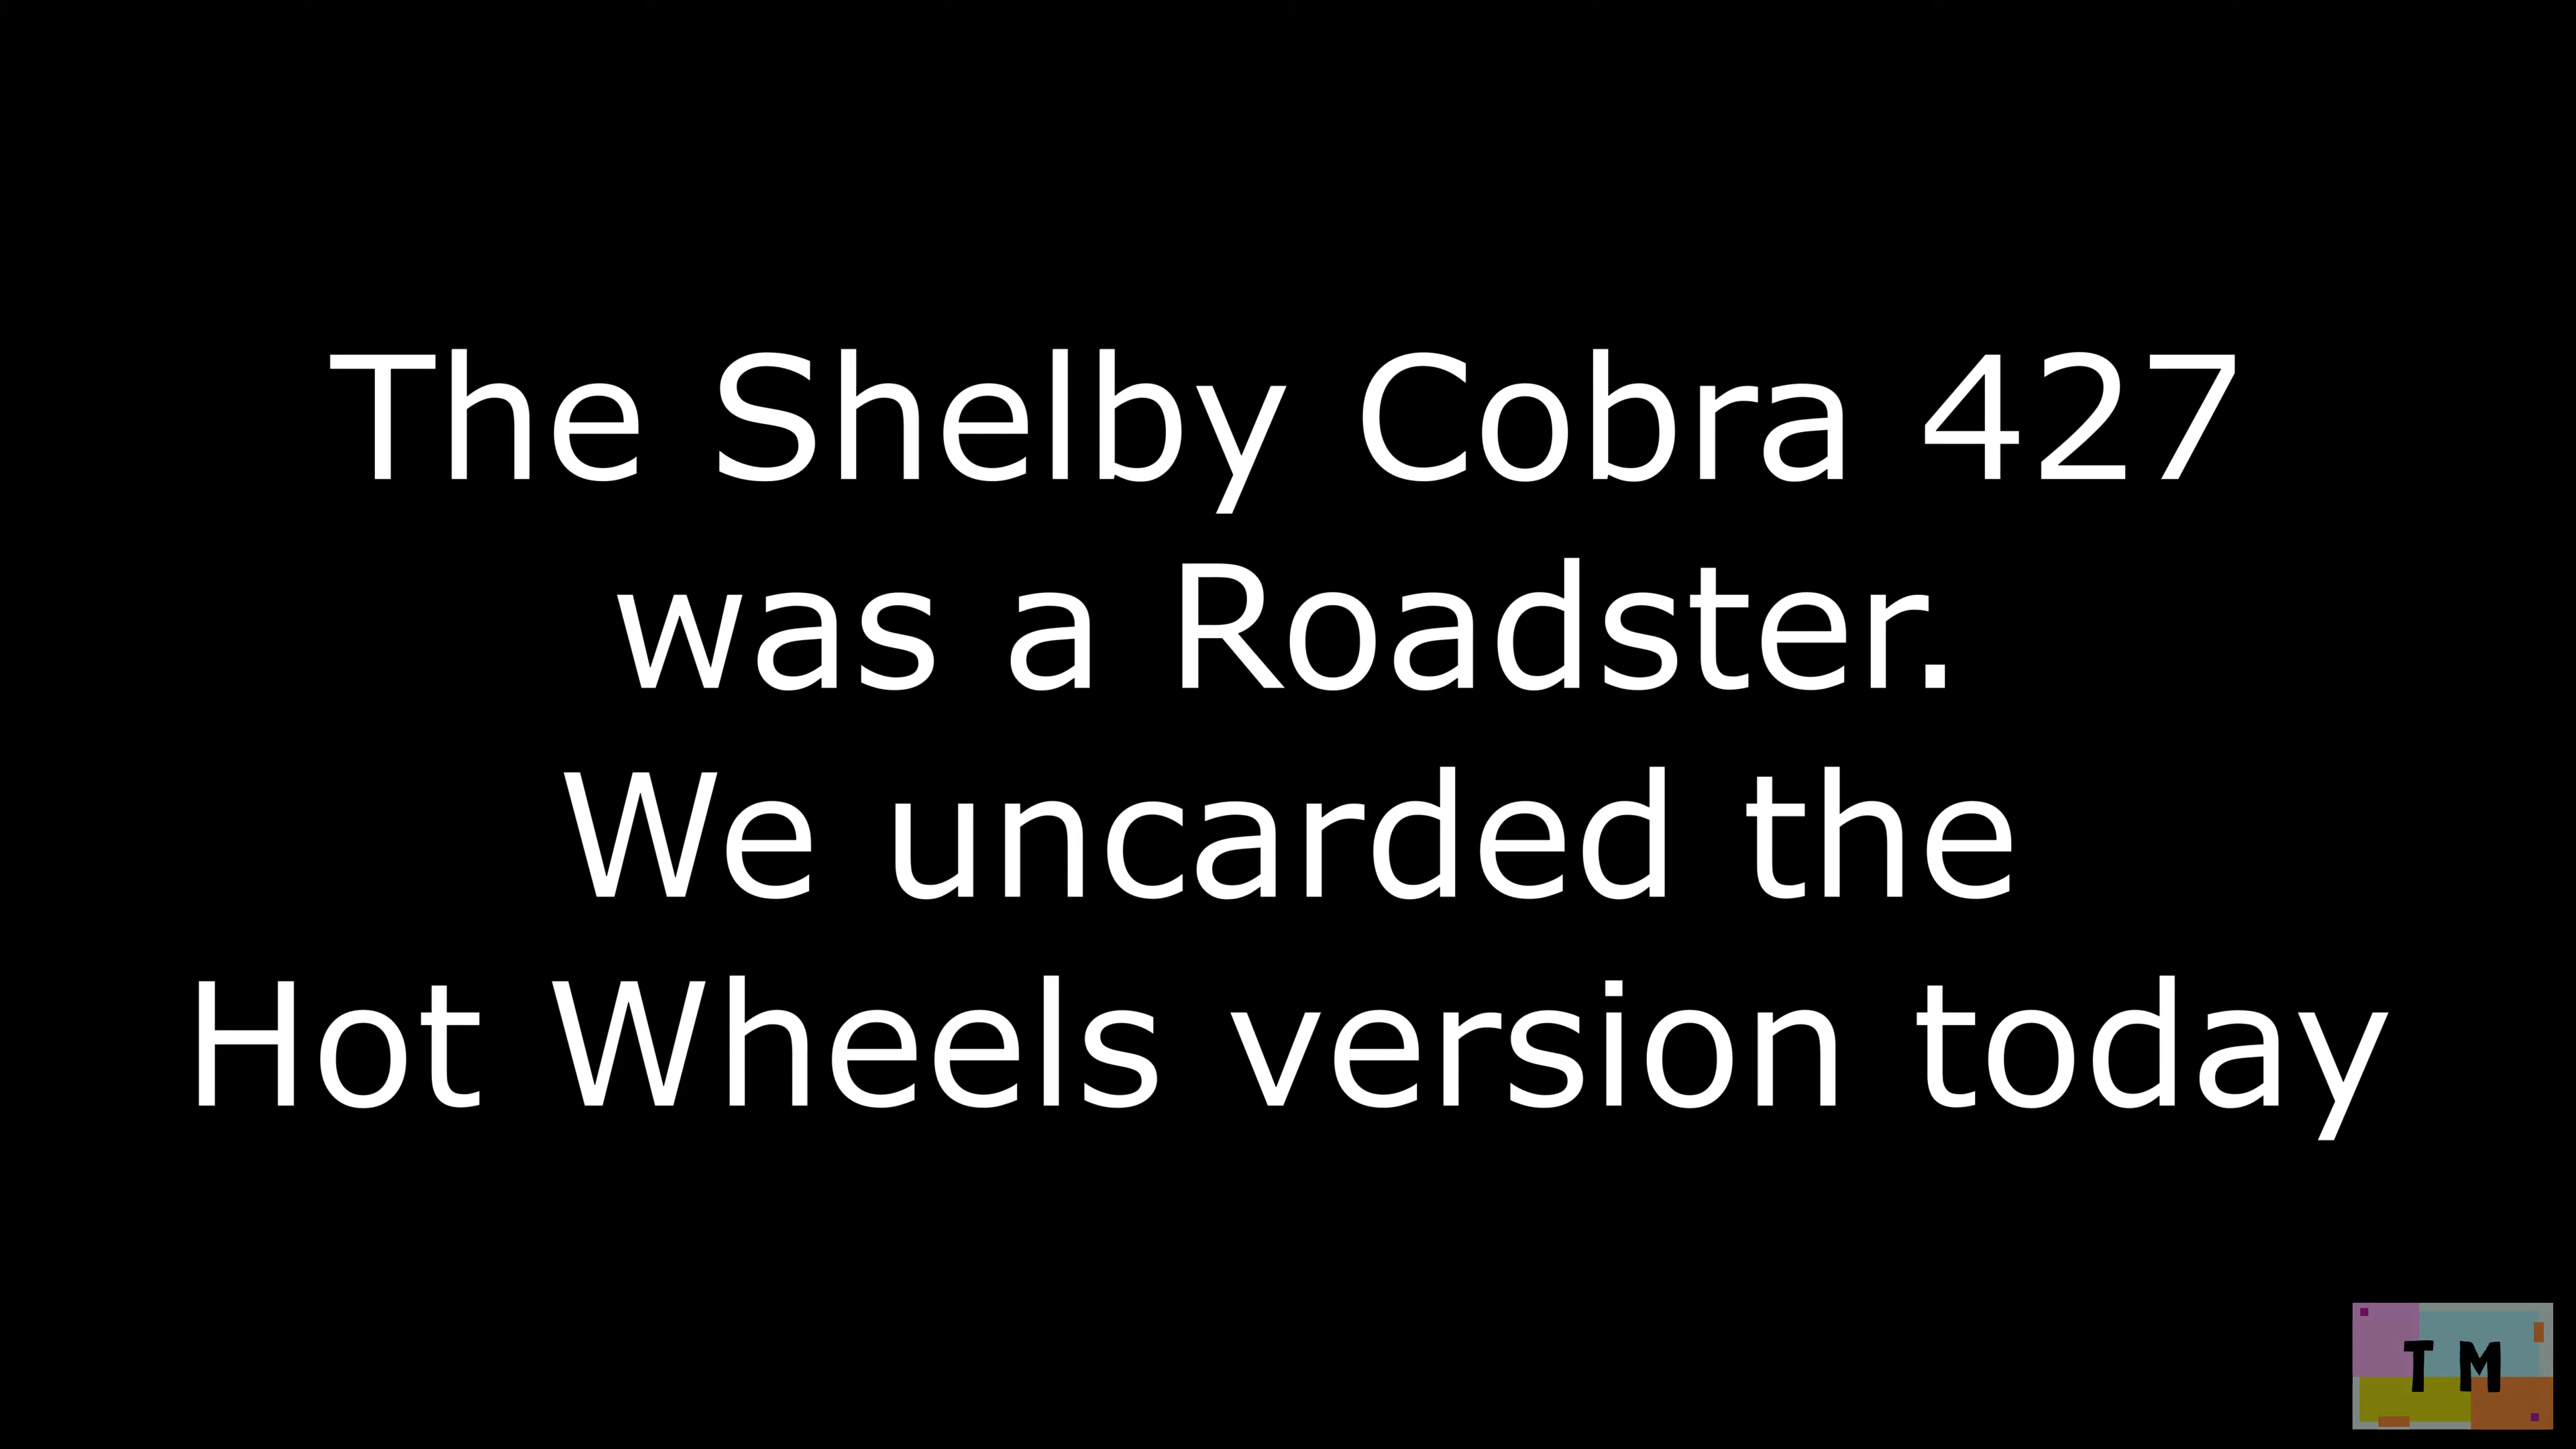 The Shelby Cobra 427
was a Roadster.
We uncarded the
Hot Wheels version today
T M